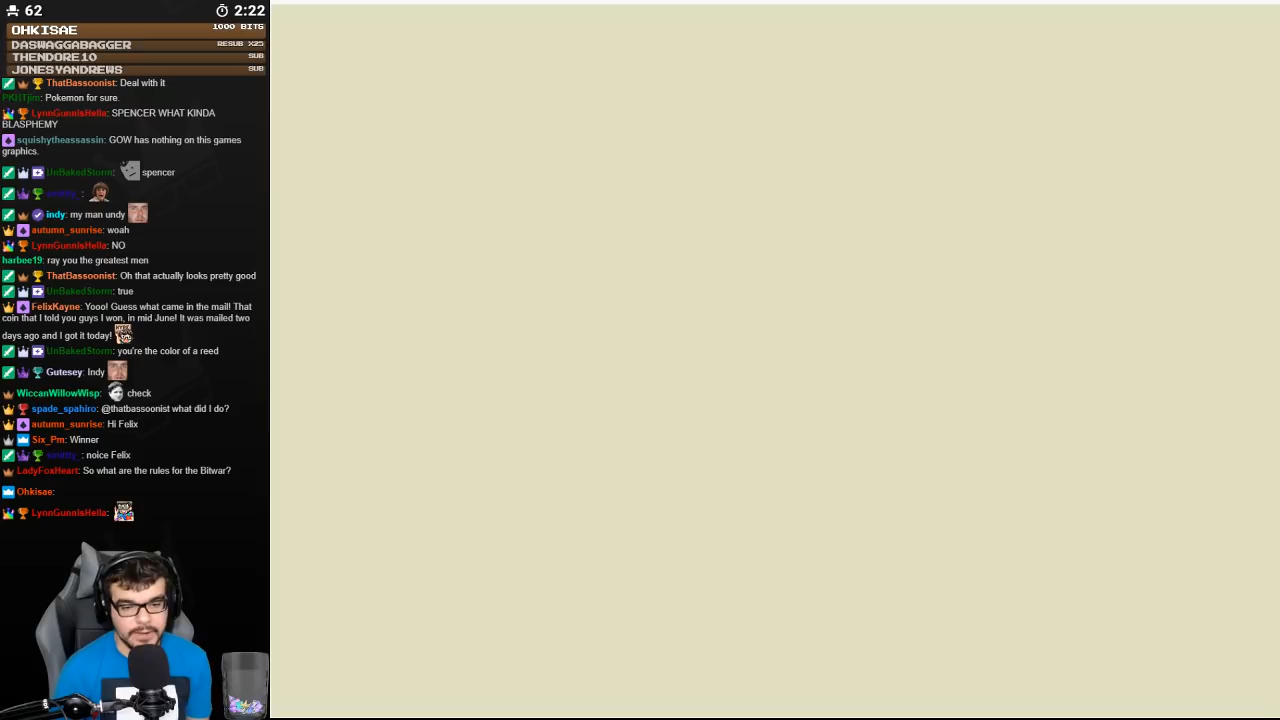 62
2:22
OHKISAE
1000 BITS
DASWAGGABAGGER
RESUB X25
THENDORE10
SUB
JONESYANDREWS
SUB
ThatBassoonist: Deal with it
PKHTjim: Pokemon for sure.
LynnGunnIsHella: SPENCER WHAT KINDA
BLASPHEMY
squishytheassassin: GOW has nothing on this games
graphics.
UnBakedStorm: spencer
:
indy: my man undy
autumn_sunrise: woah
LynnGunnIsHella: NO
harbee19: ray you the greatest men
ThatBassoonist: Oh that actually looks pretty good
UnBakedStorm: true
FelixKayne: Yooo! Guess what came in the mail! That
coin that I told you guys I won, in mid June! It was mailed two
days ago and I got it today!
UnBakedStorm: you're the color of a reed
Gutesey: Indy
WiccanWillowWisp: check
spade_spahiro: @thatbassoonist what did I do?
autumn_sunrise: Hi Felix
Six_Pm: Winner
: noice Felix
LadyFoxHeart: So what are the rules for the Bitwar?
Ohkisae:
LynnGunnIsHella: